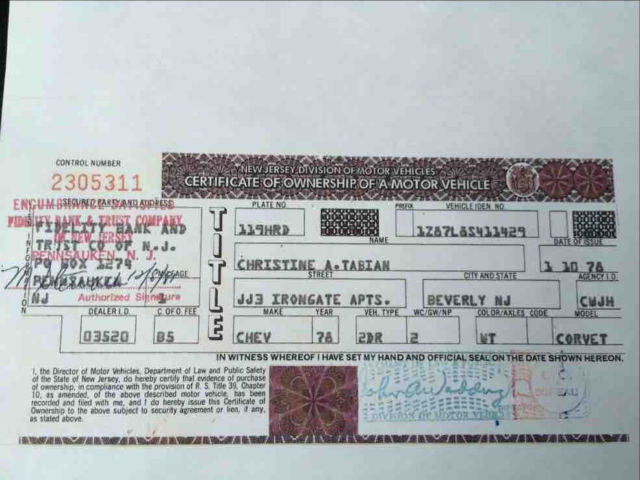 CONTROL NUMBER
2305311
NEW JERSEY DIVISION OF MOTOR VEHICLES
CERTIFICATE OF OWNERSHIP OF A MOTOR VEHICLE
ENCUMBRANCE SATISFIED
SECURED PARTY AND ADDRESS
FIDELITY BANK & TRUST COMPANY
OF NEW JERSEY
PENNSAUKEN, N. J.
Authorized Signature
FIDELITY BANK AND
TRUST CO OF N.J.
PO BOX 1274
PENNSAUKEN
NJ 1
TITLE
PLATE NO. PREFIX VEHICLE IDEN. NO.
119HRD 1Z87L8S411429
NAME DATE OF ISSUE
CHRISTINE A.TABIAN 1 10 78
STREET CITY AND STATE AGENCY I.D.
JJ3 IRONGATE APTS. BEVERLY NJ CWJH
DEALER I.D. C.O. FEE MAKE YEAR VEH. TYPE WC/GW/NP COLOR/AXLES CODE MODEL
03520 B5 CHEV 78 2DR 2 WT CORVET
IN WITNESS WHEREOF I HAVE SET MY HAND AND OFFICIAL SEAL ON THE DATE SHOWN HEREON.
I, the Director of Motor Vehicles, Department of Law and Public Safety
of the State of New Jersey, do hereby certify that evidence of purchase
of ownership, in compliance with the provision of R. S. Title 39, Chapter
10, as amended, of the above described motor vehicle, has been
recorded and filed with me, and I do hereby issue this Certificate of
Ownership to the above subject to security agreement or lien, if any,
as stated above.
DIVISION OF MOTOR VEHICLES